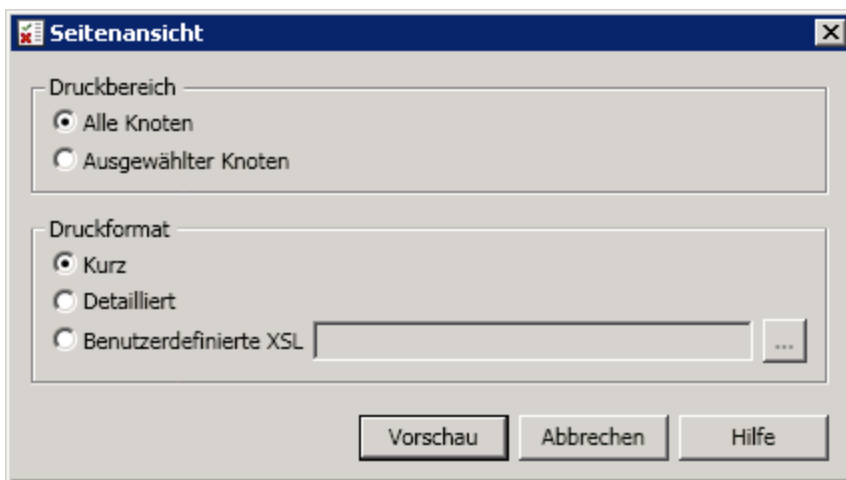 Seitenansicht
Druckbereich
Alle Knoten
Ausgewählter Knoten
Druckformat
Kurz
Detailliert
Benutzerdefinierte XSL ...
Vorschau Abbrechen Hilfe